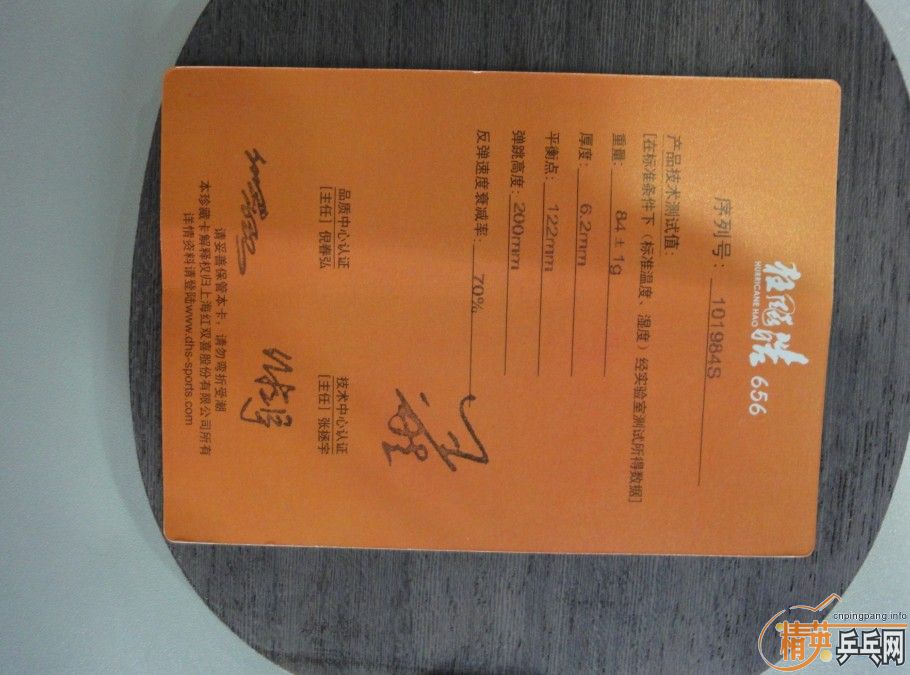 狂飚皓 656
HURRICANE HAO
序列号： 101984S
产品技术测试值：
[在标准条件下（标准温度、湿度）经实验室测试所得数据]
重量： 84±1g
厚度： 6.2mm
平衡点： 122mm
弹跳高度： 200mm
反弹速度衰减率： 70%
品质中心认证
[主任] 倪春弘
技术中心认证
[主任] 张拯宇
请妥善保管本卡，请勿弯折受潮
本珍藏卡解释权归上海红双喜股份有限公司所有
详情资料请登陆www.dhs-sports.com
cnpingpang.info
精英乒乓网